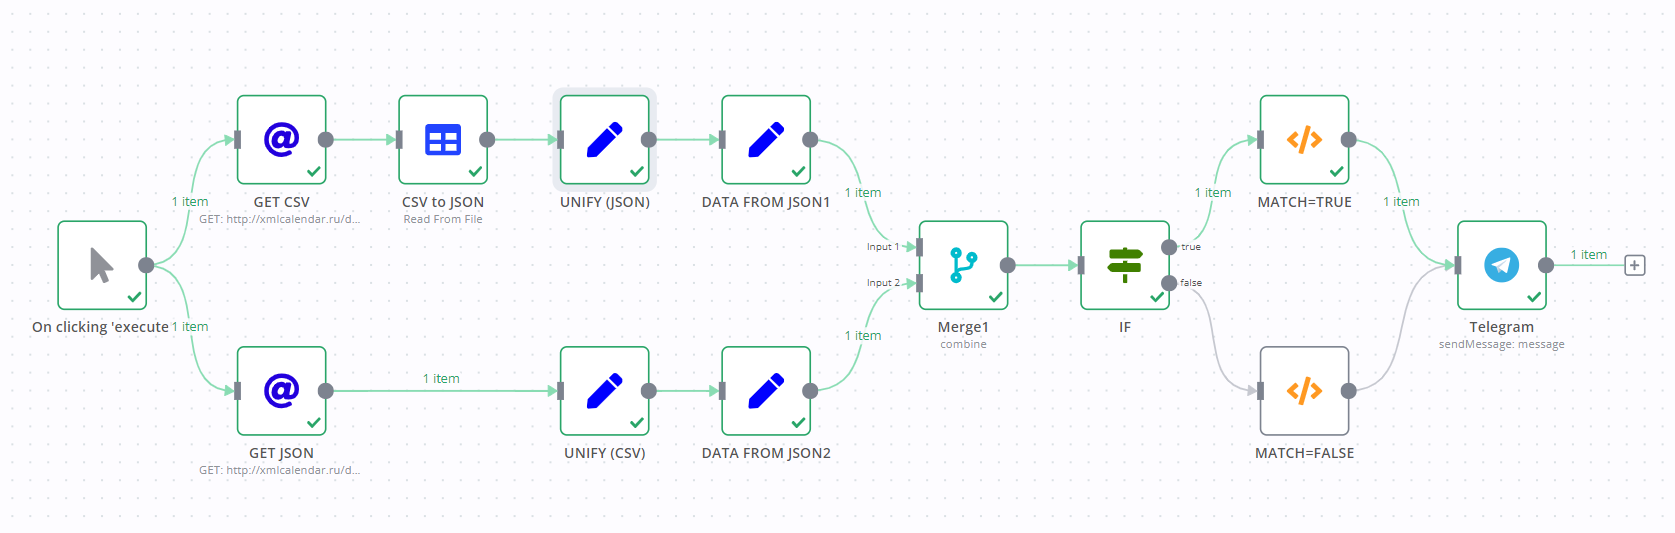 GET CSV
GET: http://xmlcalendar.ru/d...
CSV to JSON
Read From File
UNIFY (JSON)
DATA FROM JSON1
MATCH=TRUE
1 item
1 item
1 item
1 item
Input 1
Input 2
true
false
On clicking 'execute
1 item
Merge1
combine
IF
Telegram
sendMessage: message
1 item
1 item
1 item
GET JSON
GET: http://xmlcalendar.ru/d...
UNIFY (CSV)
DATA FROM JSON2
MATCH=FALSE